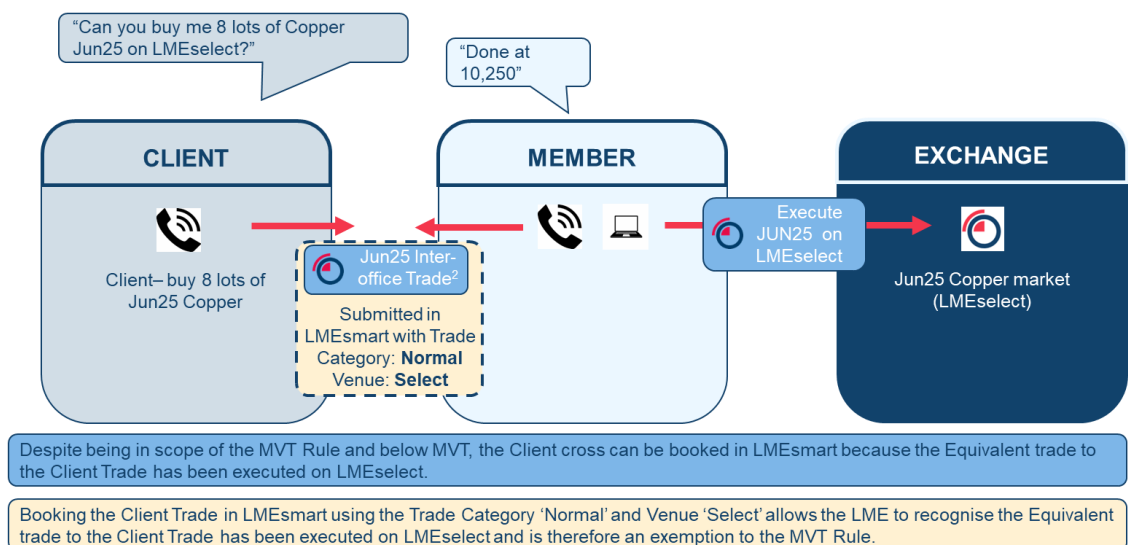 “Can you buy me 8 lots of Copper
Jun25 on LMEselect?”
“Done at
10,250”
CLIENT
MEMBER
EXCHANGE
Client– buy 8 lots of
Jun25 Copper
Jun25 Inter-
office Trade2
Submitted in
LMEsmart with Trade
Category: Normal
Venue: Select
Execute
JUN25 on
LMEselect
Jun25 Copper market
(LMEselect)
Despite being in scope of the MVT Rule and below MVT, the Client cross can be booked in LMEsmart because the Equivalent trade to
the Client Trade has been executed on LMEselect.
Booking the Client Trade in LMEsmart using the Trade Category ‘Normal’ and Venue ‘Select’ allows the LME to recognise the Equivalent
trade to the Client Trade has been executed on LMEselect and is therefore an exemption to the MVT Rule.